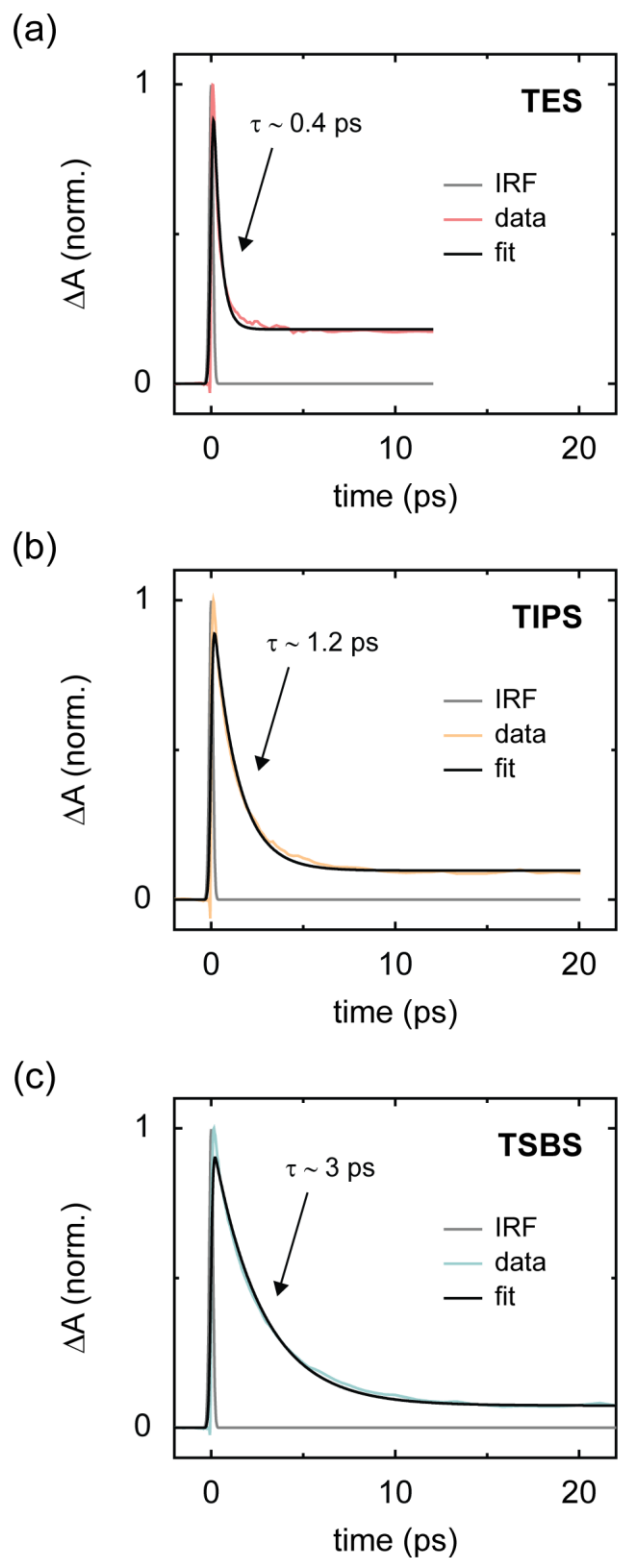 (a)
1
TES
τ ~ 0.4 ps
IRF
data
fit
ΔA (norm.)
0
0 10 20
time (ps)
(b)
1
TIPS
τ ~ 1.2 ps
IRF
data
fit
ΔA (norm.)
0
0 10 20
time (ps)
(c)
1
TSBS
τ ~ 3 ps
IRF
data
fit
ΔA (norm.)
0
0 10 20
time (ps)